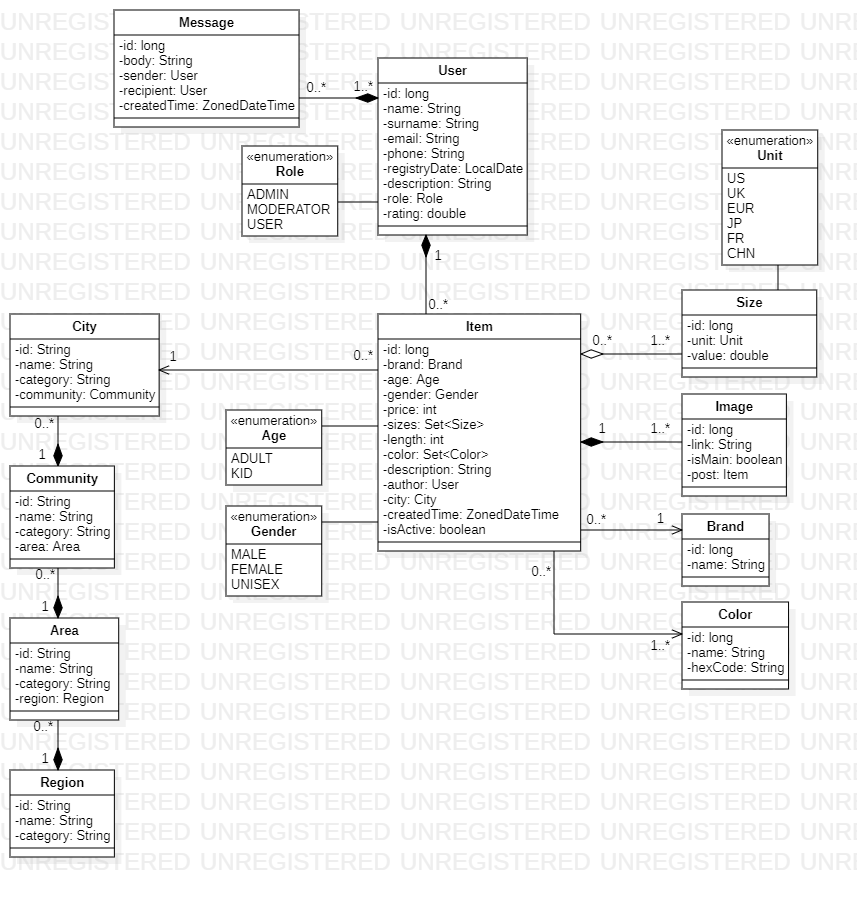 Message
-id: long
-body: String
-sender: User
-recipient: User
-createdTime: ZonedDateTime
0..*
1..*
User
-id: long
-name: String
-surname: String
-email: String
-phone: String
-registryDate: LocalDate
-description: String
-role: Role
-rating: double
«enumeration»
Role
ADMIN
MODERATOR
USER
«enumeration»
Unit
US
UK
EUR
JP
FR
CHN
1
0..*
City
-id: String
-name: String
-category: String
-community: Community
1
0..*
Item
-id: long
-brand: Brand
-age: Age
-gender: Gender
-price: int
-sizes: Set<Size>
-length: int
-color: Set<Color>
-description: String
-author: User
-city: City
-createdTime: ZonedDateTime
-isActive: boolean
0..*
1..*
Size
-id: long
-unit: Unit
-value: double
«enumeration»
Age
ADULT
KID
1
1..*
Image
-id: long
-link: String
-isMain: boolean
-post: Item
0..*
1
Community
-id: String
-name: String
-category: String
-area: Area
«enumeration»
Gender
MALE
FEMALE
UNISEX
0..*
1
Brand
-id: long
-name: String
0..*
1..*
Color
-id: long
-name: String
-hexCode: String
0..*
1
Area
-id: String
-name: String
-category: String
-region: Region
0..*
1
Region
-id: String
-name: String
-category: String
UNREGISTERED UNREGISTERED UNREGISTERED UNREGISTERED UNRE